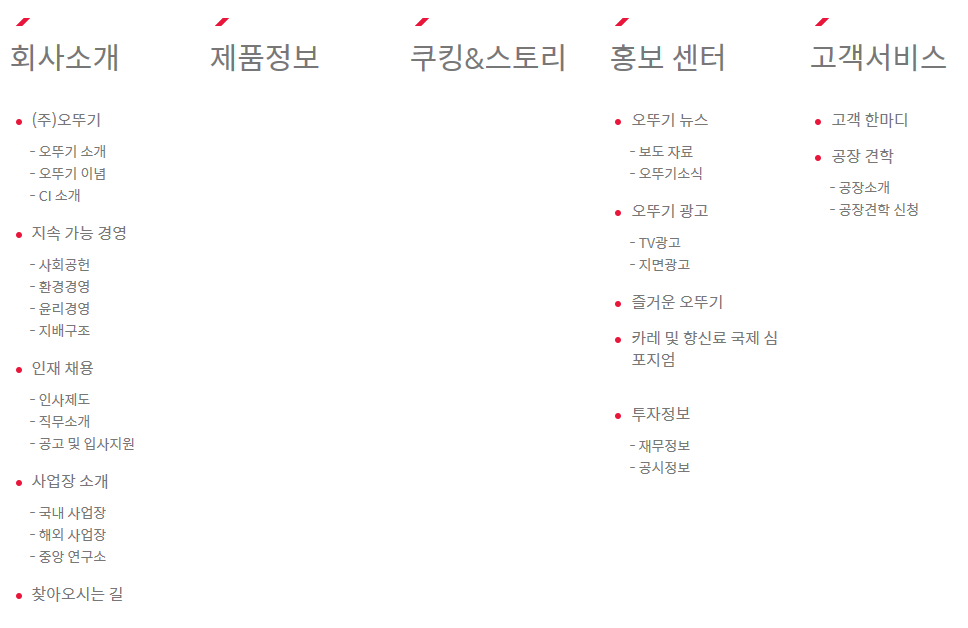 회사소개
(주)오뚜기
- 오뚜기 소개
- 오뚜기 이념
- CI 소개
지속 가능 경영
- 사회공헌
- 환경경영
- 윤리경영
- 지배구조
인재 채용
- 인사제도
- 직무소개
- 공고 및 입사지원
사업장 소개
- 국내 사업장
- 해외 사업장
- 중앙 연구소
찾아오시는 길
제품정보
쿠킹&스토리
홍보 센터
오뚜기 뉴스
- 보도 자료
- 오뚜기소식
오뚜기 광고
- TV광고
- 지면광고
즐거운 오뚜기
카레 및 향신료 국제 심
포지엄
투자정보
- 재무정보
- 공시정보
고객서비스
고객 한마디
공장 견학
- 공장소개
- 공장견학 신청